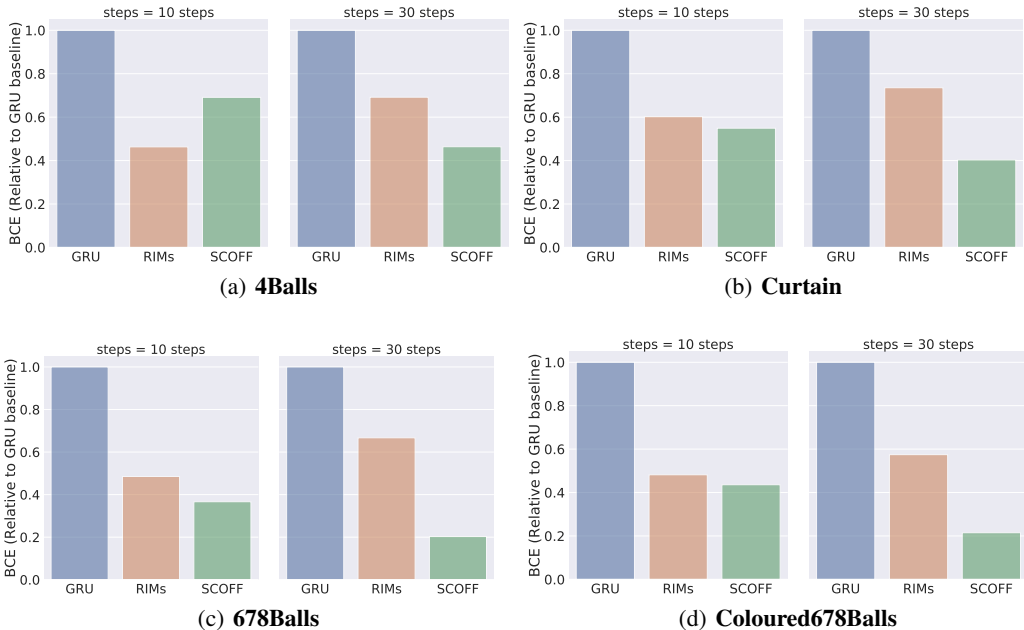 steps = 10 steps
steps = 30 steps
BCE (Relative to GRU baseline)
1.0
0.8
0.6
0.4
0.2
0.0
GRU RIMs SCOFF
GRU RIMs SCOFF
(a) 4Balls
steps = 10 steps
steps = 30 steps
BCE (Relative to GRU baseline)
1.0
0.8
0.6
0.4
0.2
0.0
GRU RIMs SCOFF
GRU RIMs SCOFF
(b) Curtain
steps = 10 steps
steps = 30 steps
BCE (Relative to GRU baseline)
1.0
0.8
0.6
0.4
0.2
0.0
GRU RIMs SCOFF
GRU RIMs SCOFF
(c) 678Balls
steps = 10 steps
steps = 30 steps
BCE (Relative to GRU baseline)
1.0
0.8
0.6
0.4
0.2
0.0
GRU RIMs SCOFF
GRU RIMs SCOFF
(d) Coloured678Balls